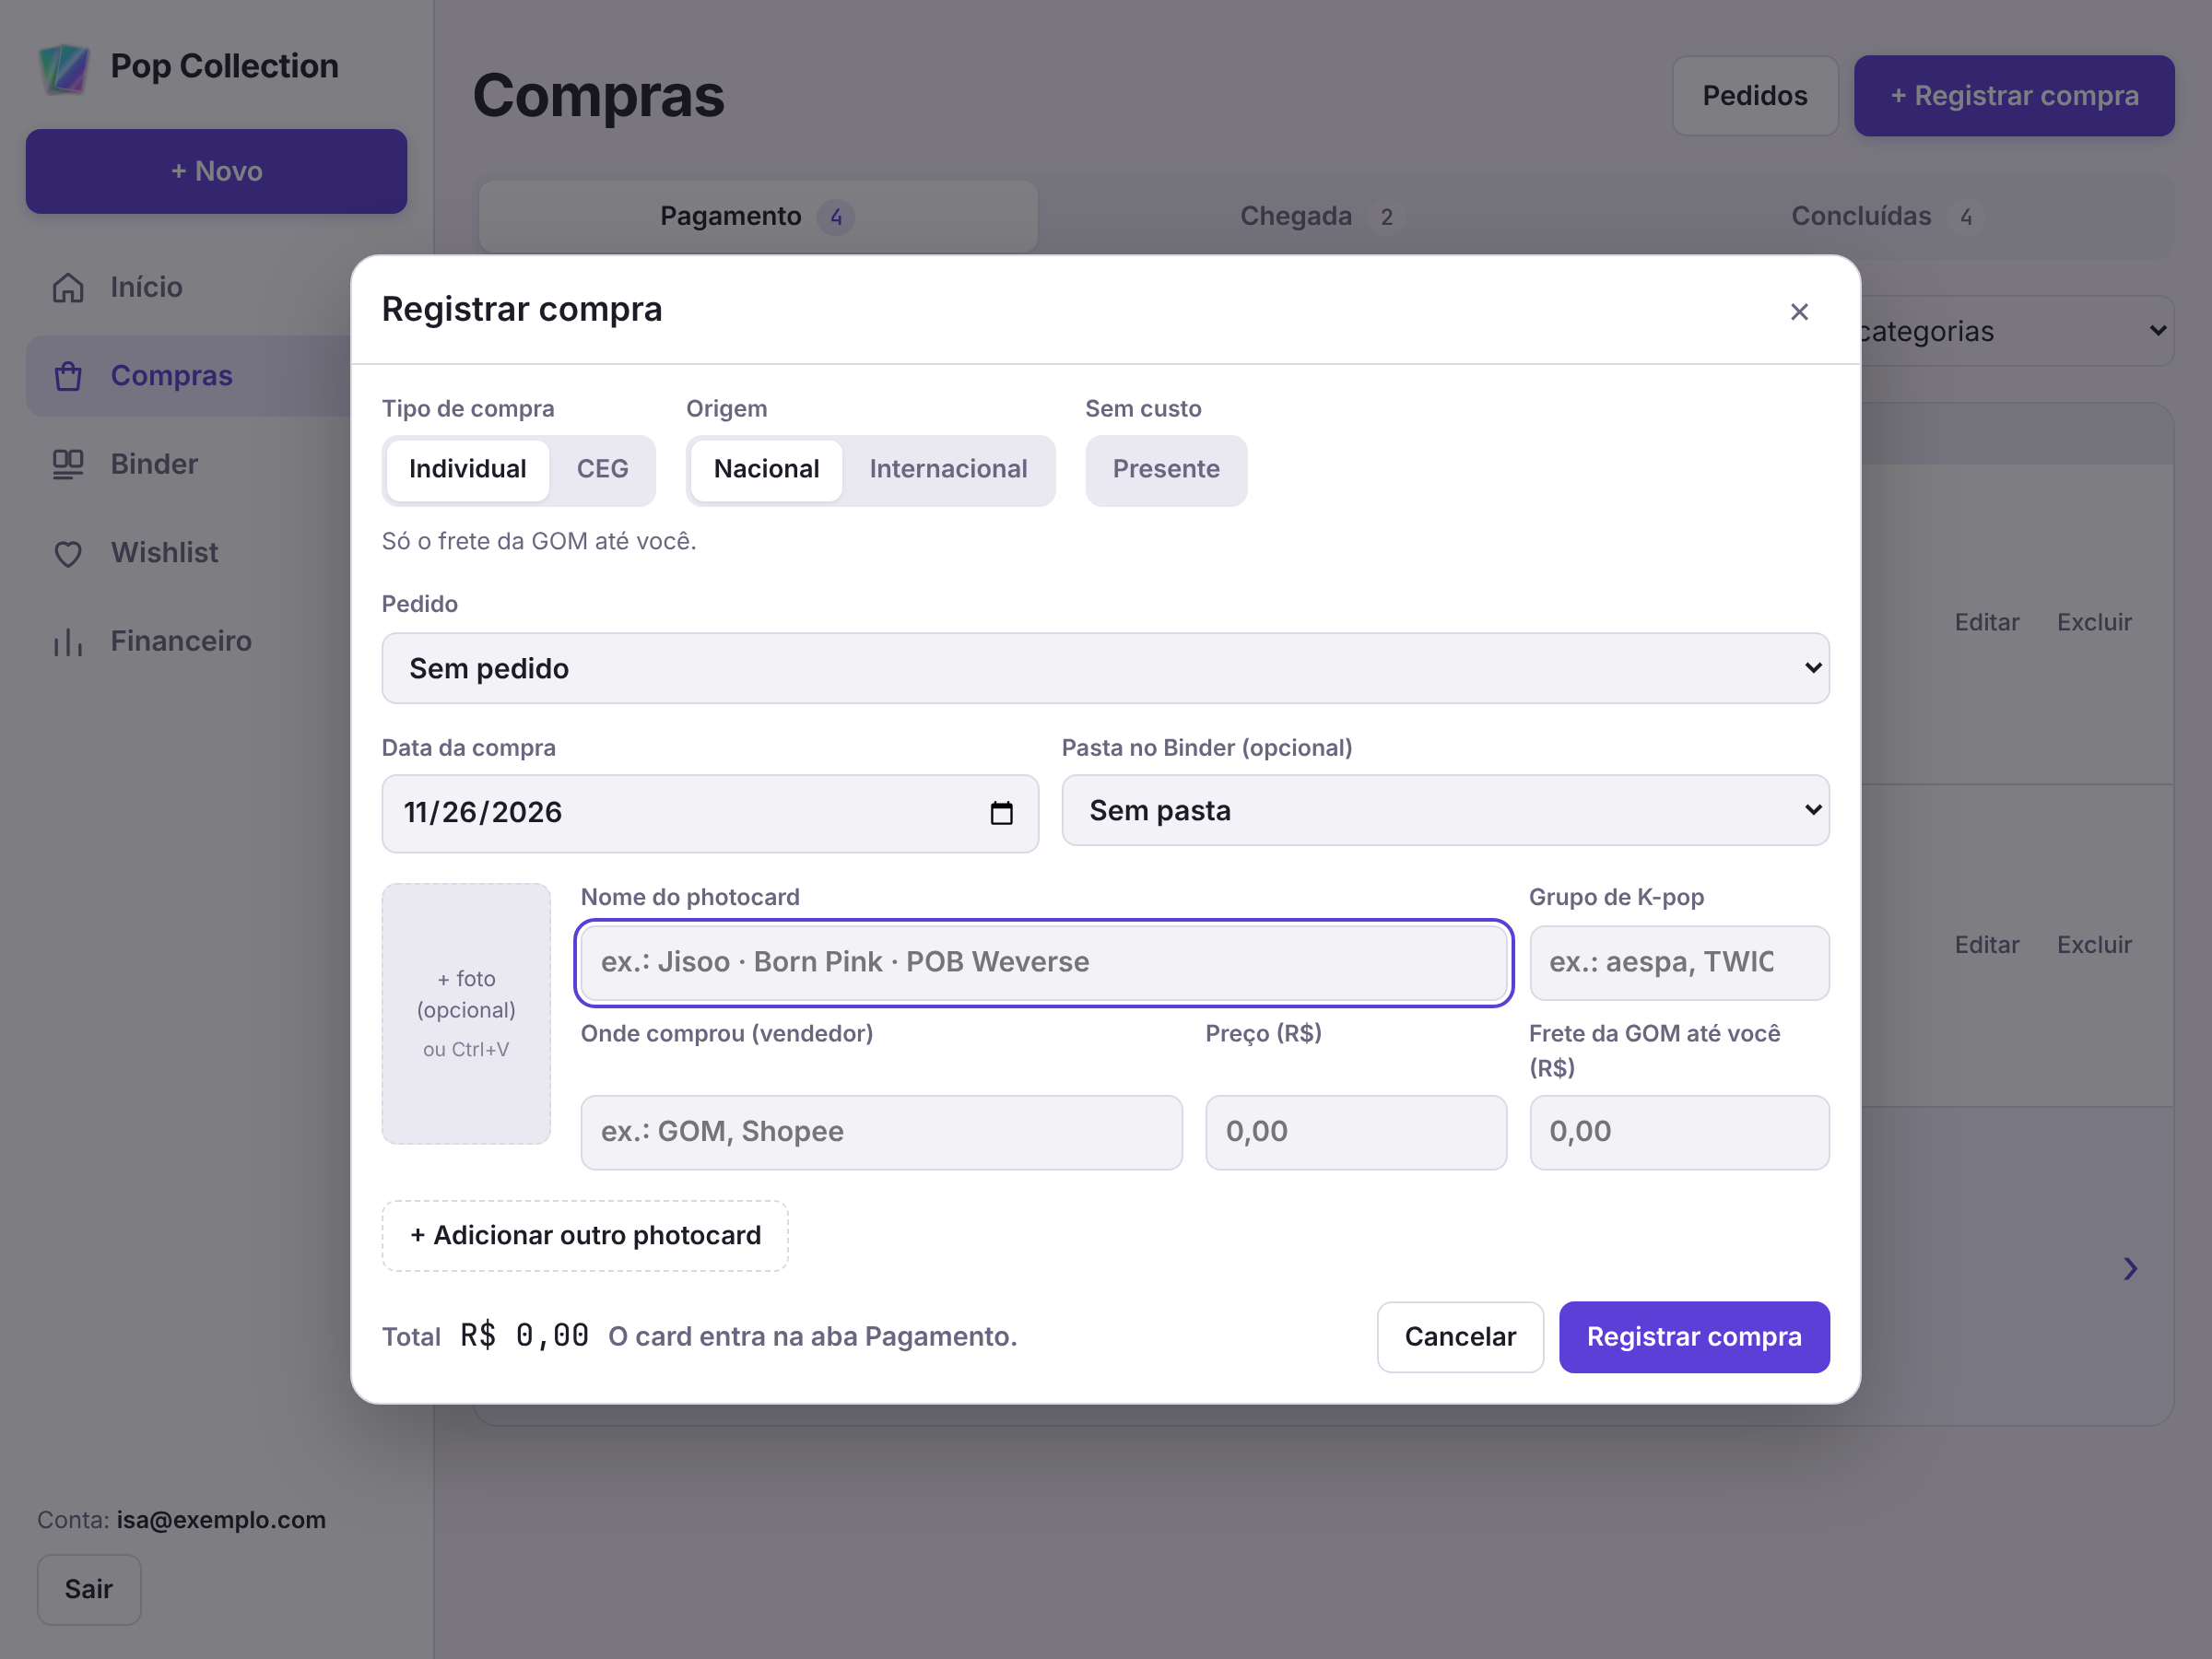 Pop Collection
+ Novo
Início
Compras
Binder
Wishlist
Financeiro
Conta: isa@exemplo.com
Sair
Compras
Pedidos
+ Registrar compra
Pagamento 4
Chegada 2
Concluídas 4
categorias
Editar Excluir
Editar Excluir
Registrar compra
Tipo de compra
Individual CEG
Origem
Nacional Internacional
Sem custo
Presente
Só o frete da GOM até você.
Pedido
Sem pedido
Data da compra
11/26/2026
Pasta no Binder (opcional)
Sem pasta
+ foto
(opcional)
ou Ctrl+V
Nome do photocard
ex.: Jisoo · Born Pink · POB Weverse
Grupo de K-pop
ex.: aespa, TWIC
Onde comprou (vendedor)
ex.: GOM, Shopee
Preço (R$)
0,00
Frete da GOM até você
(R$)
0,00
+ Adicionar outro photocard
Total R$ 0,00 O card entra na aba Pagamento.
Cancelar
Registrar compra